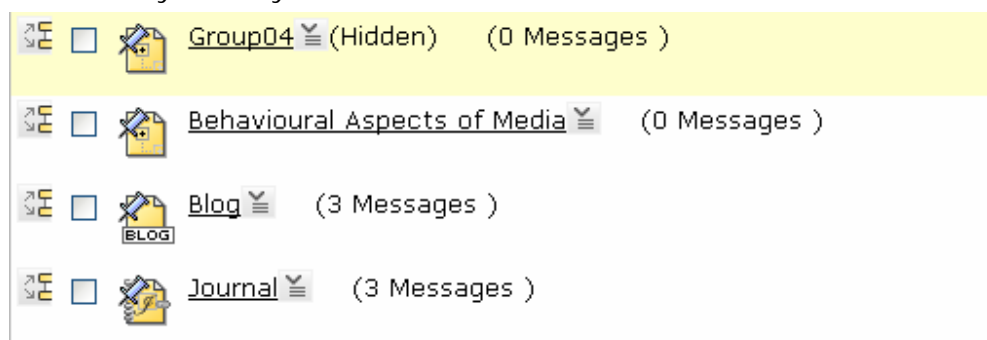 Group04 (Hidden) (0 Messages )
Behavioural Aspects of Media (0 Messages )
Blog (3 Messages )
BLOG
Journal (3 Messages )